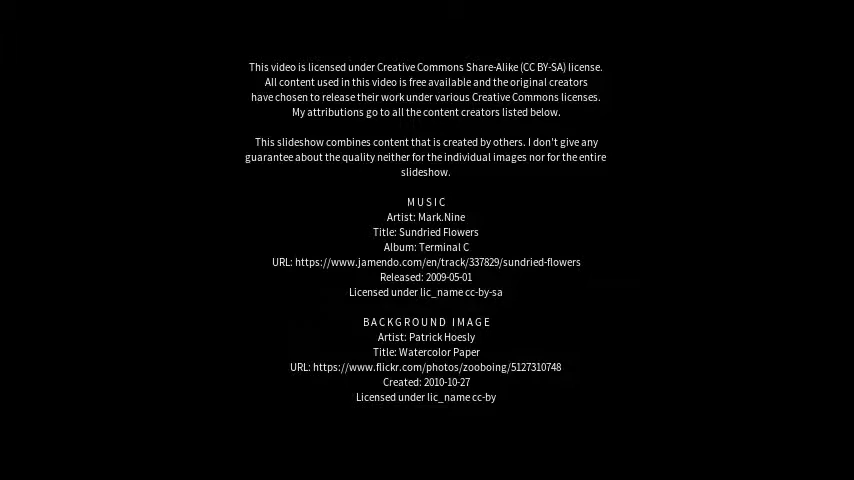 This video is licensed under Creative Commons Share-Alike (CC BY-SA) license.
All content used in this video is free available and the original creators
have chosen to release their work under various Creative Commons licenses.
My attributions go to all the content creators listed below.
This slideshow combines content that is created by others. I don't give any
guarantee about the quality neither for the individual images nor for the entire
slideshow.
MUSIC
Artist: Mark.Nine
Title: Sundried Flowers
Album: Terminal C
URL: https://www.jamendo.com/en/track/337829/sundried-flowers
Released: 2009-05-01
Licensed under lic_name cc-by-sa
BACKGROUND IMAGE
Artist: Patrick Hoesly
Title: Watercolor Paper
URL: https://www.flickr.com/photos/zooboing/5127310748
Created: 2010-10-27
Licensed under lic_name cc-by